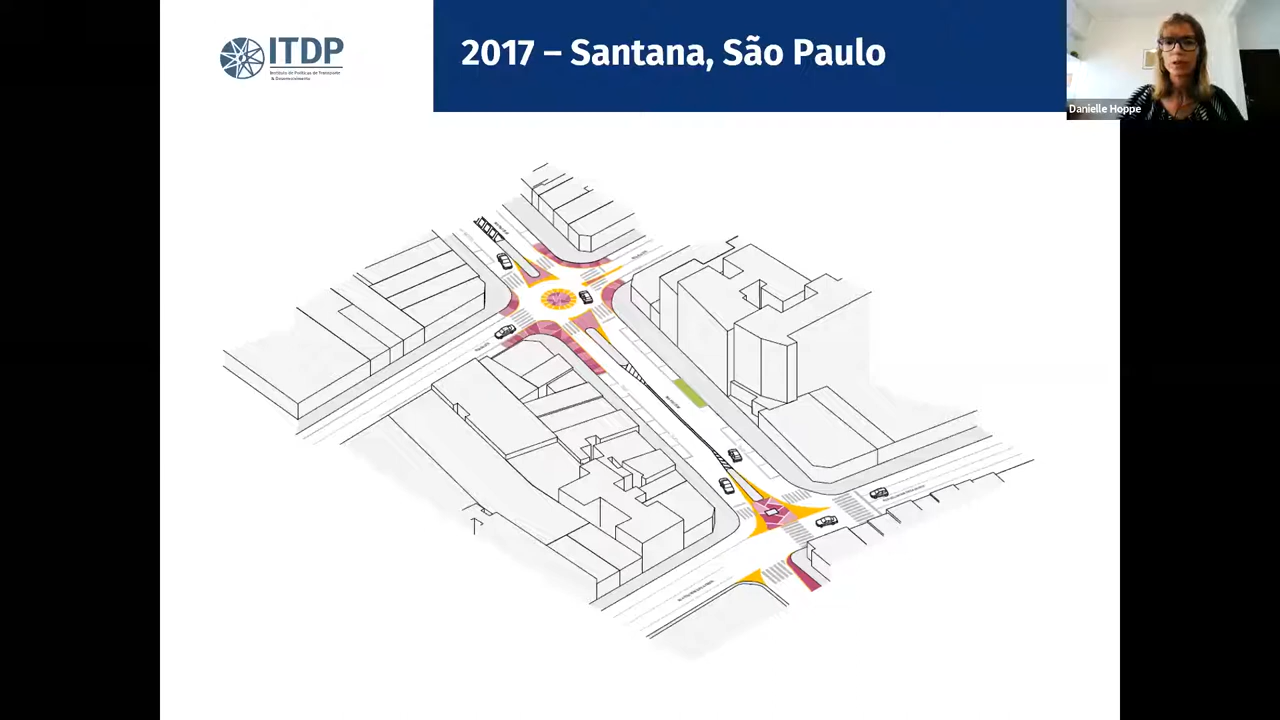 ITDP
Instituto de Políticas de Transporte
& Desenvolvimento
2017 – Santana, São Paulo
Danielle Hoppe